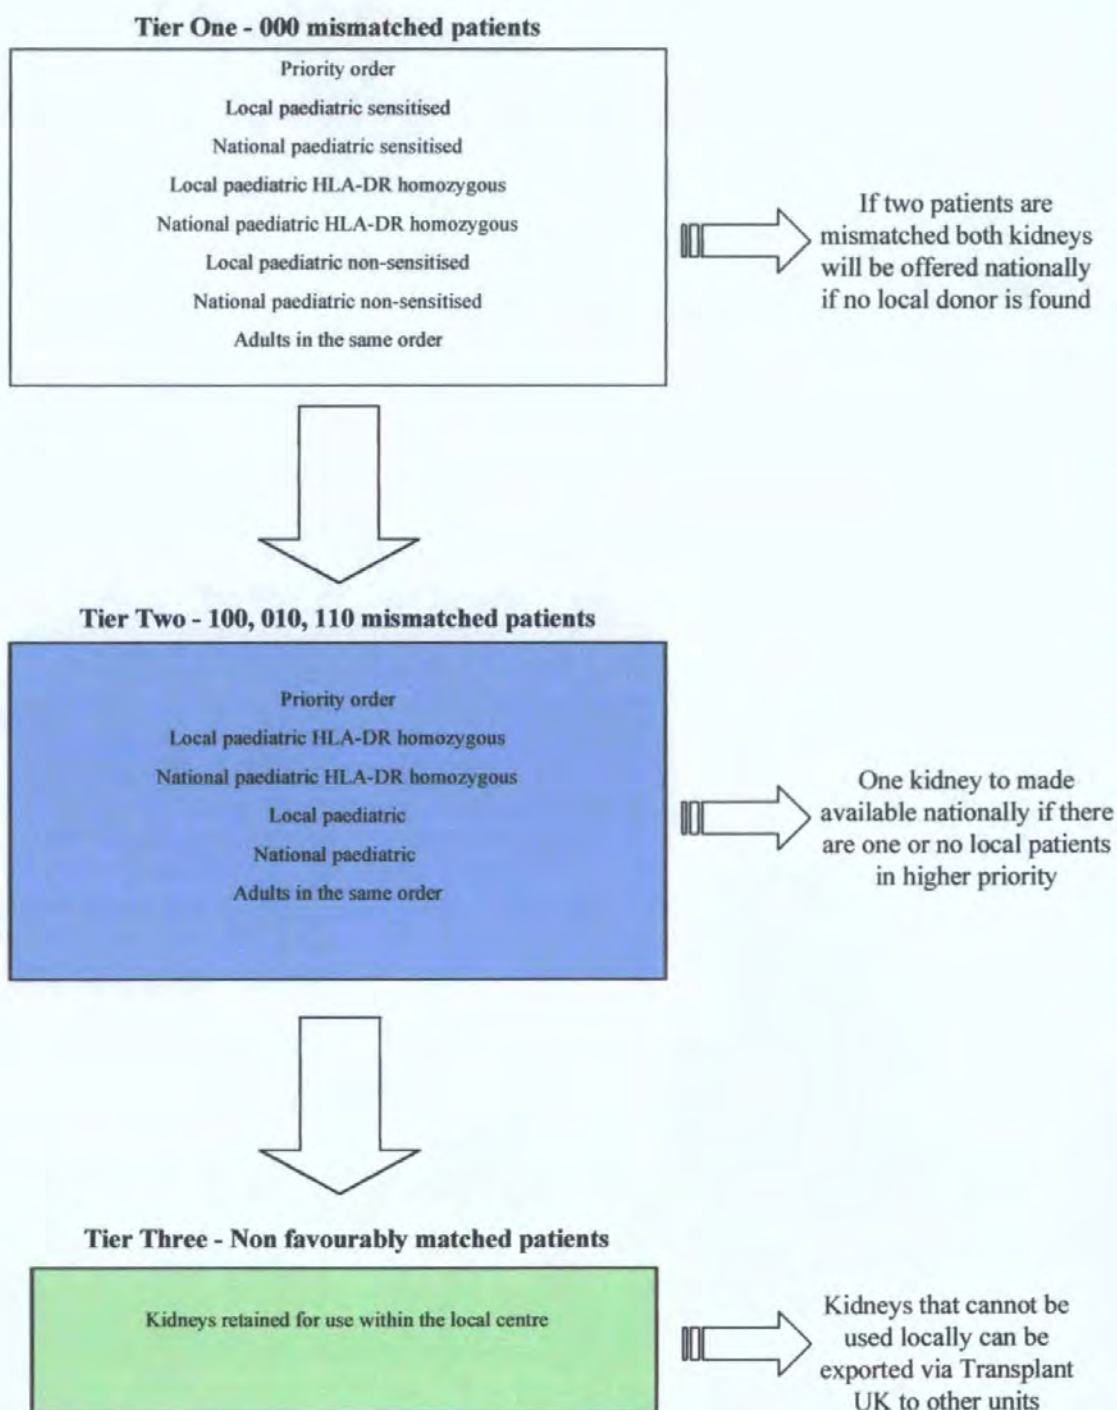 Tier One - 000 mismatched patients
Priority order
Local paediatric sensitised
National paediatric sensitised
Local paediatric HLA-DR homozygous
National paediatric HLA-DR homozygous
Local paediatric non-sensitised
National paediatric non-sensitised
Adults in the same order
If two patients are
mismatched both kidneys
will be offered nationally
if no local donor is found
Tier Two - 100, 010, 110 mismatched patients
Priority order
Local paediatric HLA-DR homozygous
National paediatric HLA-DR homozygous
Local paediatric
National paediatric
Adults in the same order
One kidney to made
available nationally if there
are one or no local patients
in higher priority
Tier Three - Non favourably matched patients
Kidneys retained for use within the local centre
Kidneys that cannot be
used locally can be
exported via Transplant
UK to other units